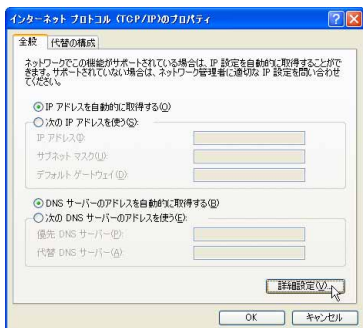 インターネット プロトコル (TCP/IP)のプロパティ
全般 代替の構成
ネットワークでこの機能がサポートされている場合は、IP 設定を自動的に取得することがで
きます。サポートされていない場合は、ネットワーク管理者に適切な IP 設定を問い合わせ
てください。
IP アドレスを自動的に取得する(O)
次の IP アドレスを使う(S):
IP アドレス(I):
サブネット マスク(U):
デフォルト ゲートウェイ(D):
DNS サーバーのアドレスを自動的に取得する(B)
次の DNS サーバーのアドレスを使う(E):
優先 DNS サーバー(P):
代替 DNS サーバー(A):
詳細設定(V)...
OK キャンセル